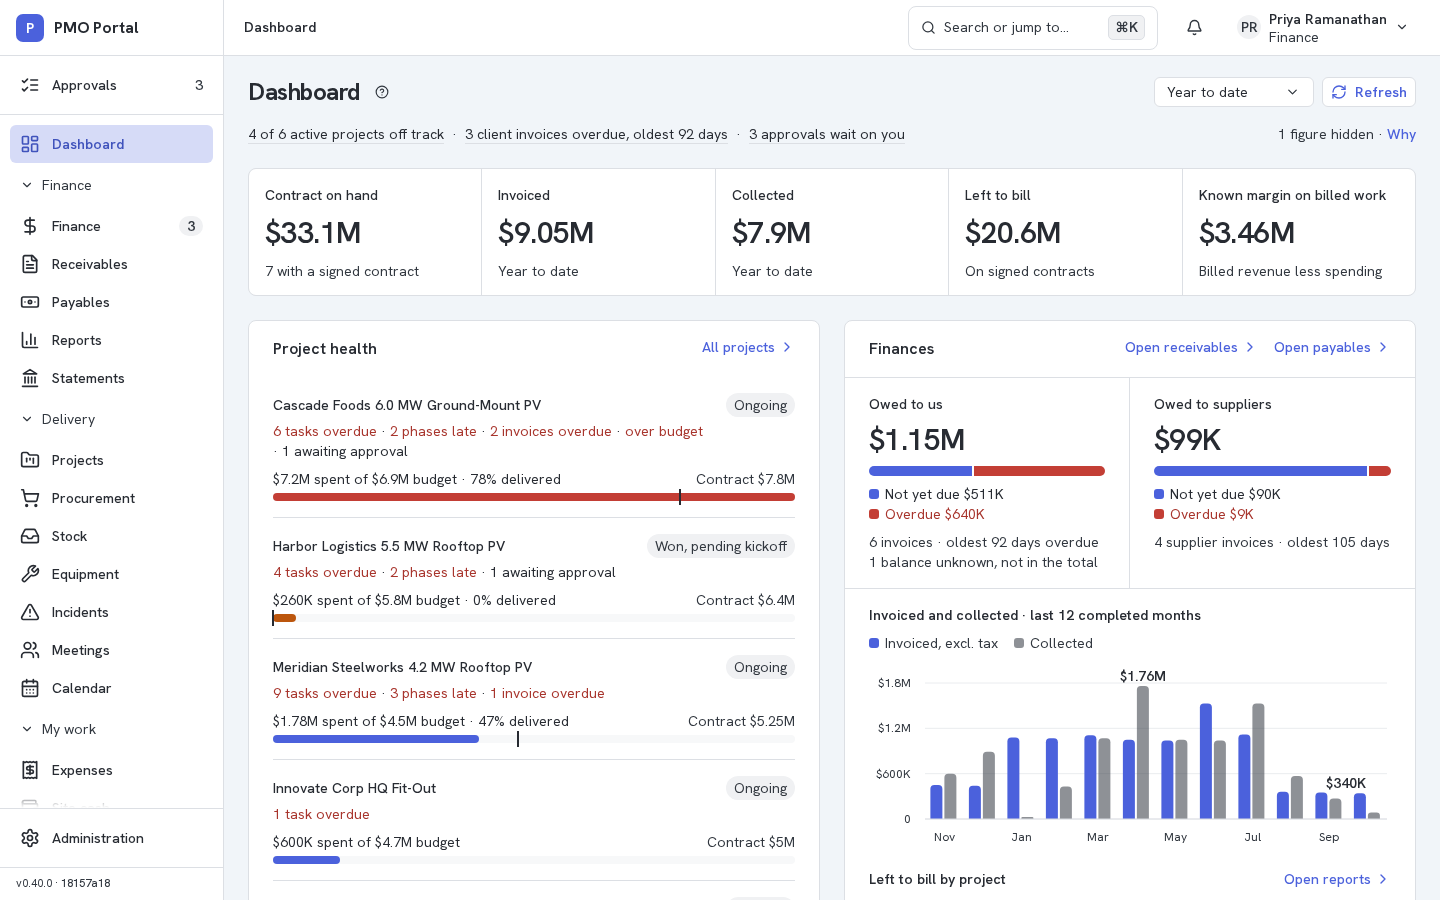 P PMO Portal
Dashboard
Search or jump to...
⌘K
PR
Priya Ramanathan
Finance
Approvals 3
Dashboard
Finance
Finance 3
Receivables
Payables
Reports
Statements
Delivery
Projects
Procurement
Stock
Equipment
Incidents
Meetings
Calendar
My work
Expenses
Administration
v0.40.0 · 18157a18
Dashboard
Year to date
Refresh
4 of 6 active projects off track · 3 client invoices overdue, oldest 92 days · 3 approvals wait on you
1 figure hidden · Why
Contract on hand
$33.1M
7 with a signed contract
Invoiced
$9.05M
Year to date
Collected
$7.9M
Year to date
Left to bill
$20.6M
On signed contracts
Known margin on billed work
$3.46M
Billed revenue less spending
Project health
All projects
Cascade Foods 6.0 MW Ground-Mount PV
Ongoing
6 tasks overdue · 2 phases late · 2 invoices overdue · over budget
· 1 awaiting approval
$7.2M spent of $6.9M budget · 78% delivered
Contract $7.8M
Harbor Logistics 5.5 MW Rooftop PV
Won, pending kickoff
4 tasks overdue · 2 phases late · 1 awaiting approval
$260K spent of $5.8M budget · 0% delivered
Contract $6.4M
Meridian Steelworks 4.2 MW Rooftop PV
Ongoing
9 tasks overdue · 3 phases late · 1 invoice overdue
$1.78M spent of $4.5M budget · 47% delivered
Contract $5.25M
Innovate Corp HQ Fit-Out
Ongoing
1 task overdue
$600K spent of $4.7M budget
Contract $5M
Finances
Open receivables
Open payables
Owed to us
$1.15M
Not yet due $511K
Overdue $640K
6 invoices · oldest 92 days overdue
1 balance unknown, not in the total
Owed to suppliers
$99K
Not yet due $90K
Overdue $9K
4 supplier invoices · oldest 105 days
Invoiced and collected · last 12 completed months
Invoiced, excl. tax
Collected
$1.8M
$1.2M
$600K
0
$1.76M
$340K
Nov
Jan
Mar
May
Jul
Sep
Left to bill by project
Open reports